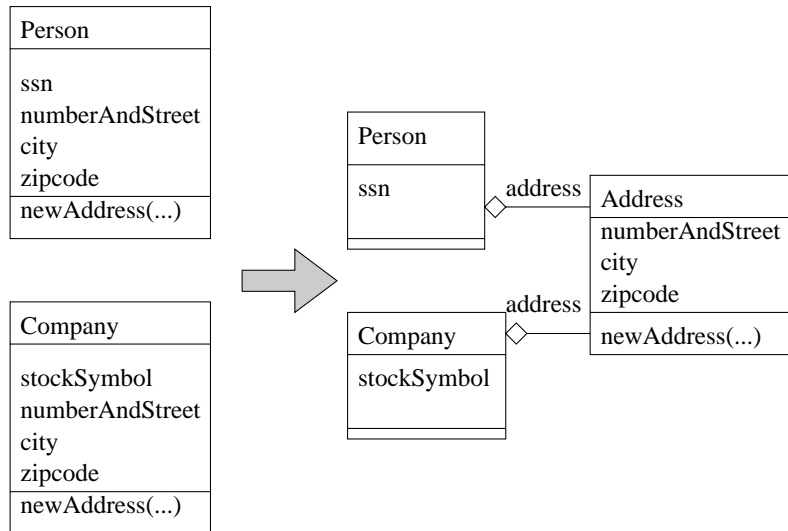 Person
ssn
numberAndStreet
city
zipcode
newAddress(...)
Company
stockSymbol
numberAndStreet
city
zipcode
newAddress(...)
Person
ssn
address
Address
numberAndStreet
city
zipcode
newAddress(...)
address
Company
stockSymbol